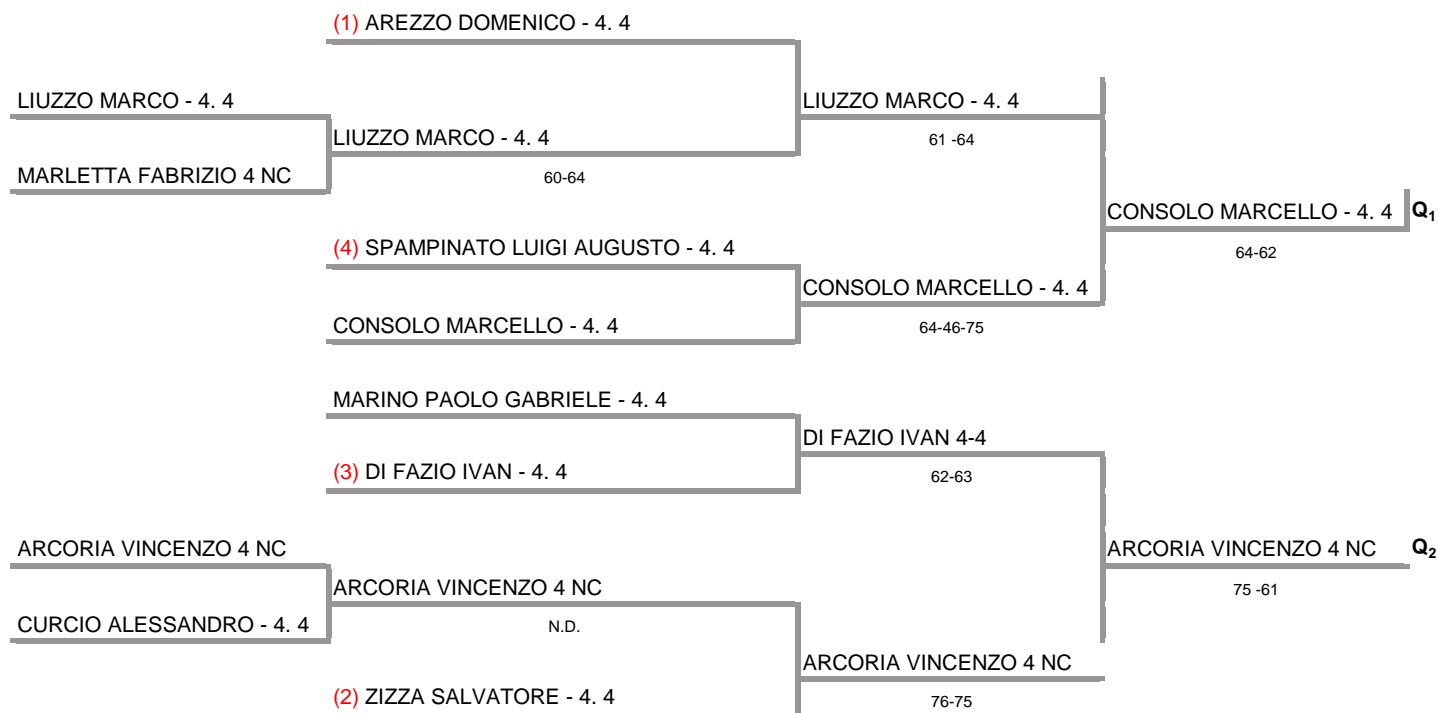 (1) AREZZO DOMENICO - 4. 4
LIUZZO MARCO - 4. 4
LIUZZO MARCO - 4. 4
LIUZZO MARCO - 4. 4
61 -64
MARLETTA FABRIZIO 4 NC
60-64
CONSOLO MARCELLO - 4. 4 Q1
64-62
(4) SPAMPINATO LUIGI AUGUSTO - 4. 4
CONSOLO MARCELLO - 4. 4
CONSOLO MARCELLO - 4. 4
64-46-75
MARINO PAOLO GABRIELE - 4. 4
DI FAZIO IVAN 4-4
(3) DI FAZIO IVAN - 4. 4
62-63
ARCORIA VINCENZO 4 NC
ARCORIA VINCENZO 4 NC Q2
ARCORIA VINCENZO 4 NC
75 -61
CURCIO ALESSANDRO - 4. 4
N.D.
ARCORIA VINCENZO 4 NC
(2) ZIZZA SALVATORE - 4. 4
76-75